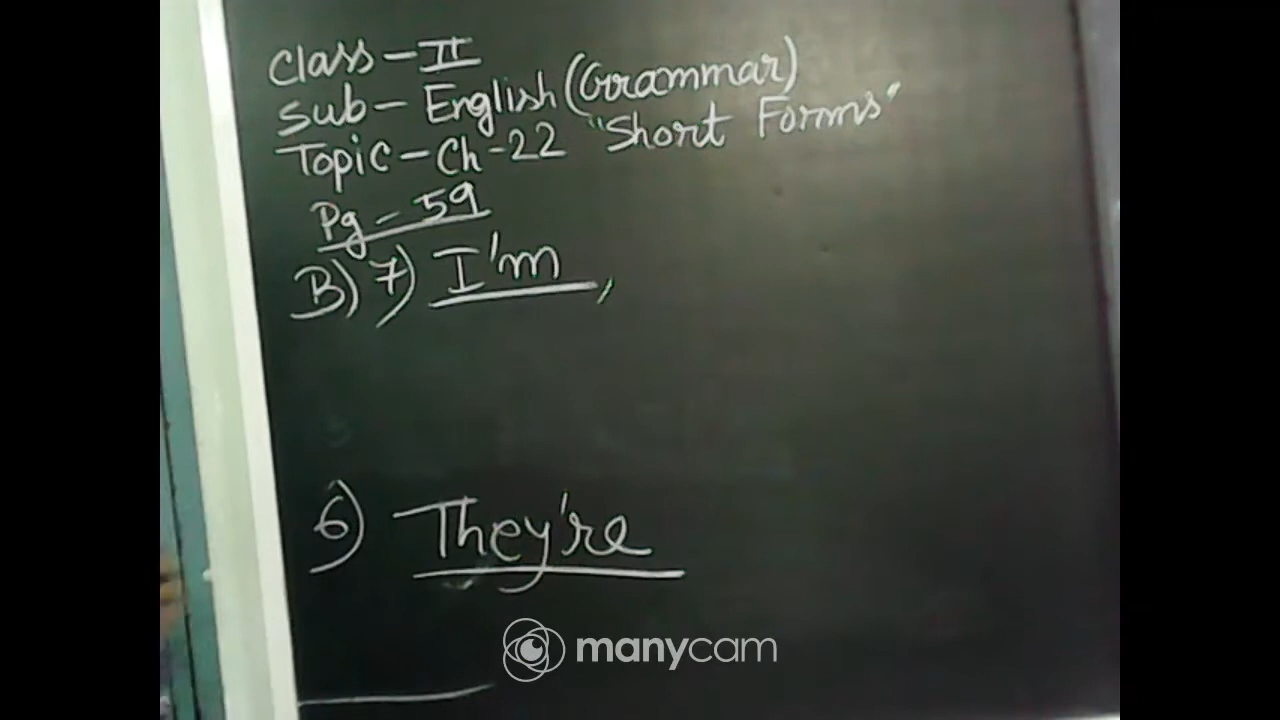 Class - II
Sub - English (Grammar)
Topic - Ch - 22 "Short Forms"
Pg - 59
B) 7) I'm,
6) They're
manycam